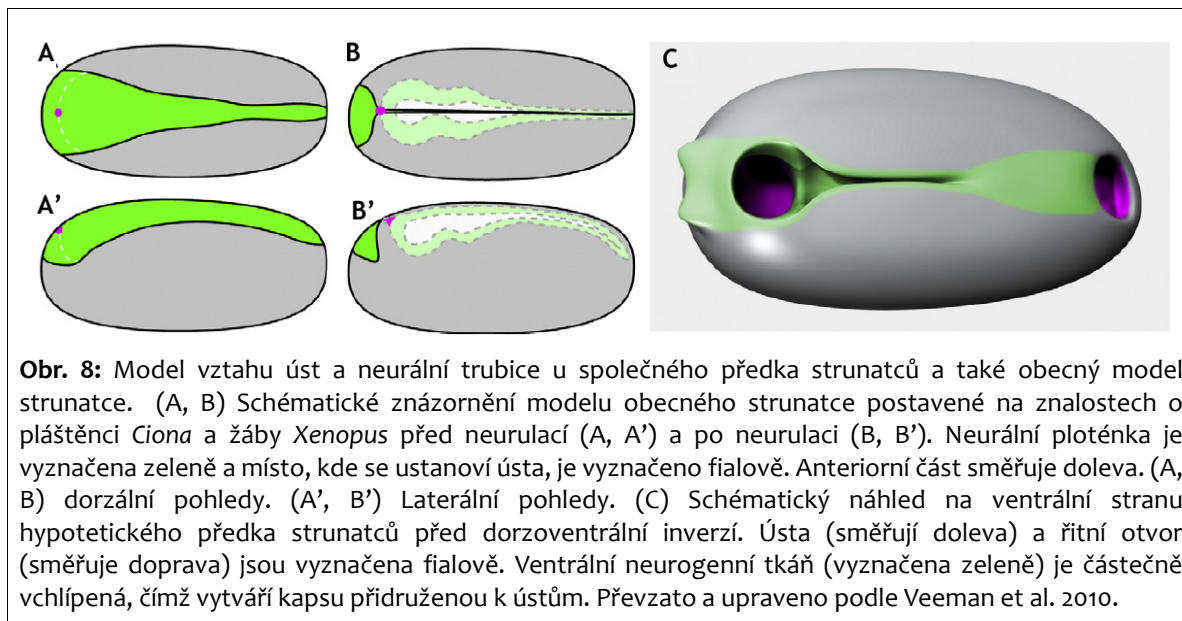 A
B
C
A’
B’
Obr. 8: Model vztahu úst a neurální trubice u společného předka strunatců a také obecný model
strunatce. (A, B) Schématické znázornění modelu obecného strunatce postavené na znalostech o
pláštěnci Ciona a žáby Xenopus před neurulací (A, A’) a po neurulaci (B, B’). Neurální ploténka je
vyznačena zeleně a místo, kde se ustanoví ústa, je vyznačeno fialově. Anteriorní část směřuje doleva. (A,
B) dorzální pohledy. (A’, B’) Laterální pohledy. (C) Schématický náhled na ventrální stranu
hypotetického předka strunatců před dorzoventrální inverzí. Ústa (směřují doleva) a řitní otvor
(směřuje doprava) jsou vyznačena fialově. Ventrální neurogenní tkáň (vyznačena zeleně) je částečně
vchlípená, čímž vytváří kapsu přidruženou k ústům. Převzato a upraveno podle Veeman et al. 2010.